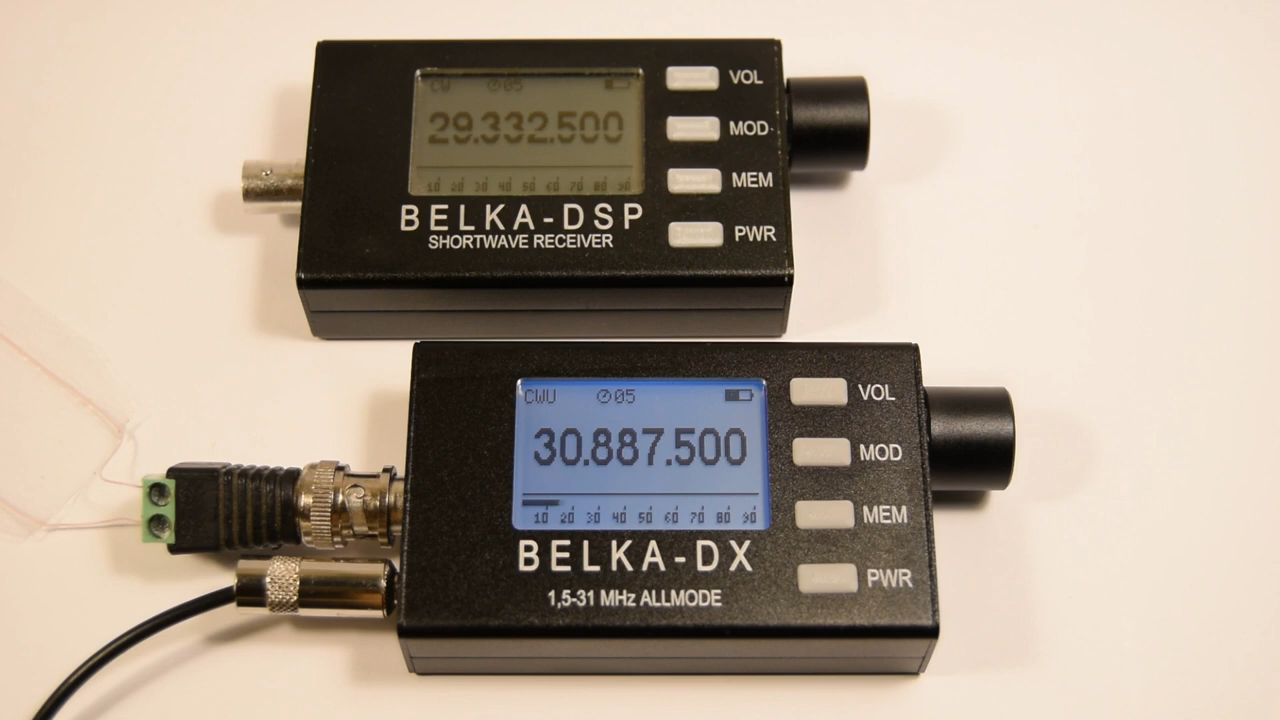 CW 05
29.332.500
10 20 30 40 50 60 70 80 90
BELKA-DSP
SHORTWAVE RECEIVER
VOL
MOD
MEM
PWR
CWU 05
30.887.500
10 20 30 40 50 60 70 80 90
BELKA-DX
1,5-31 MHz ALLMODE
VOL
MOD
MEM
PWR